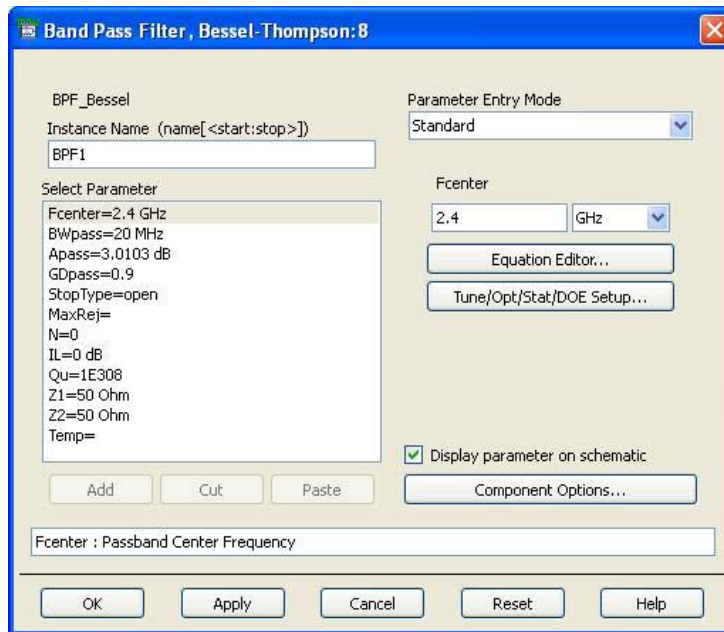 Band Pass Filter , Bessel-Thompson:8
BPF_Bessel
Instance Name (name[<start:stop>])
BPF1
Select Parameter
Fcenter=2.4 GHz
BWpass=20 MHz
Apass=3.0103 dB
GDpass=0.9
StopType=open
MaxRej=
N=0
IL=0 dB
Qu=1E308
Z1=50 Ohm
Z2=50 Ohm
Temp=
Add Cut Paste
Parameter Entry Mode
Standard
Fcenter
2.4 GHz
Equation Editor...
Tune/Opt/Stat/DOE Setup...
Display parameter on schematic
Component Options...
Fcenter : Passband Center Frequency
OK Apply Cancel Reset Help